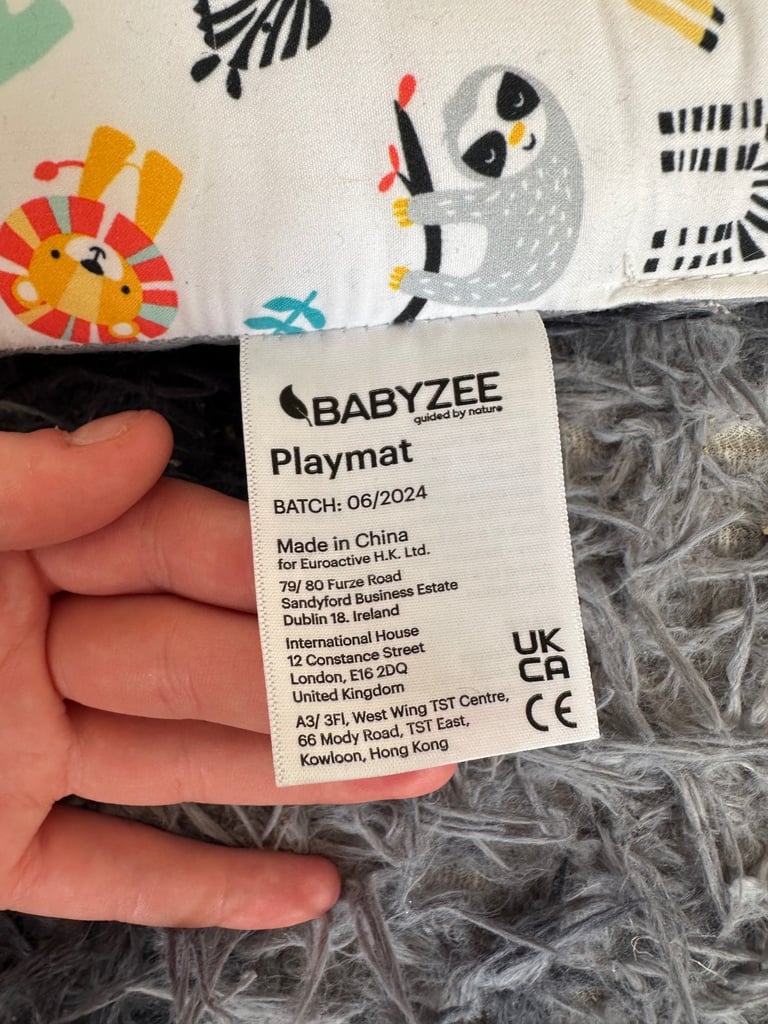 BABYZEE
guided by nature
Playmat
BATCH: 06/2024
Made in China
for Euroactive H.K. Ltd.
79/ 80 Furze Road
Sandyford Business Estate
Dublin 18. Ireland
International House
12 Constance Street
London, E16 2DQ
United Kingdom
A3/ 3Fl, West Wing TST Centre,
66 Mody Road, TST East,
Kowloon, Hong Kong
UK
CA
CE